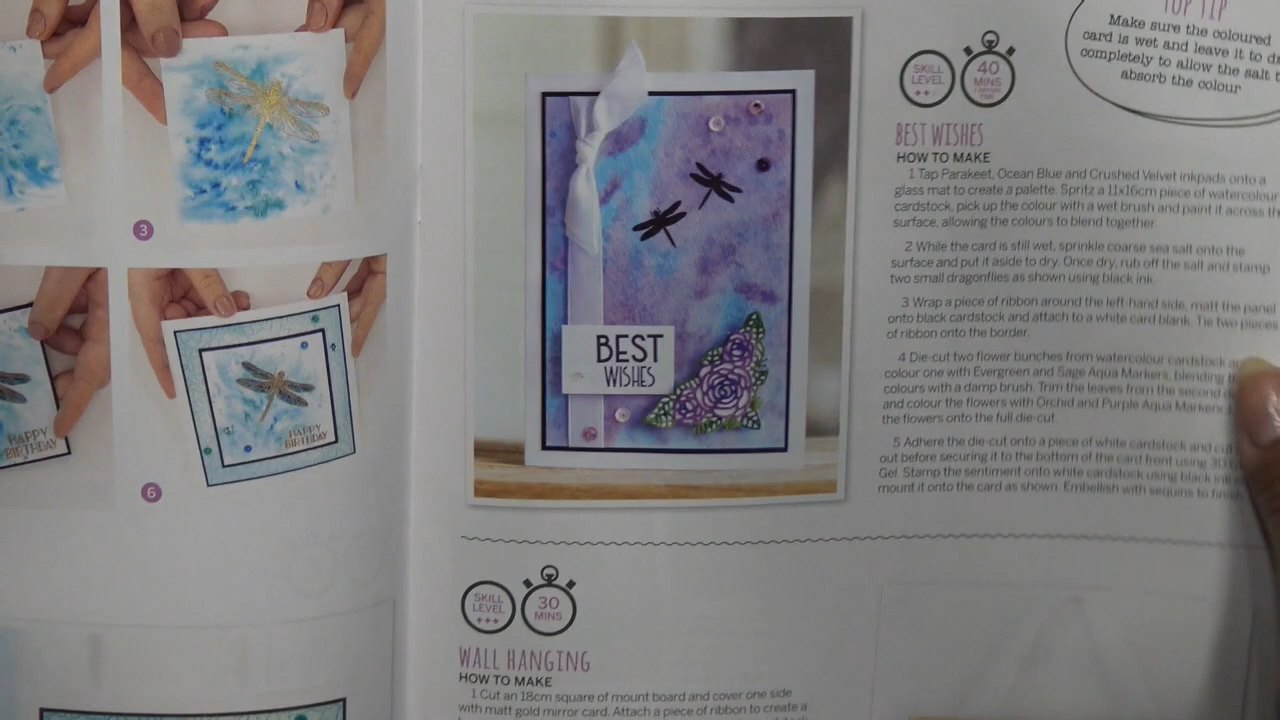 3
HAPPY
BIRTHDAY
HAPPY
BIRTHDAY
6
BEST
WISHES
SKILL
LEVEL
++
40
MINS
TOP TIP
Make sure the coloured
card is wet and leave it to
completely to allow the salt
absorb the colour
BEST WISHES
HOW TO MAKE
1 Tap Parakeet, Ocean Blue and Crushed Velvet inkpads onto a
glass mat to create a palette. Spritz a 11x16cm piece of watercolour
cardstock, pick up the colour with a wet brush and paint it across the
surface, allowing the colours to blend together.
2 While the card is still wet, sprinkle coarse sea salt onto the
surface and put it aside to dry. Once dry, rub off the salt and stamp
two small dragonflies as shown using black ink.
3 Wrap a piece of ribbon around the left-hand side, matt the panel
onto black cardstock and attach to a white card blank. Tie two pieces
of ribbon onto the border.
4 Die-cut two flower bunches from watercolour cardstock
colour one with Evergreen and Sage Aqua Markers, blending
colours with a damp brush. Trim the leaves from the second
and colour the flowers with Orchid and Purple Aqua Markers.
the flowers onto the full die-cut.
5 Adhere the die-cut onto a piece of white cardstock and cut
out before securing it to the bottom of the card front using
Gel. Stamp the sentiment onto white cardstock using black ink
mount it onto the card as shown. Embellish with sequins to finish.
SKILL
LEVEL
+++
30
MINS
WALL HANGING
HOW TO MAKE
1 Cut an 18cm square of mount board and cover one side
with matt gold mirror card. Attach a piece of ribbon to create a